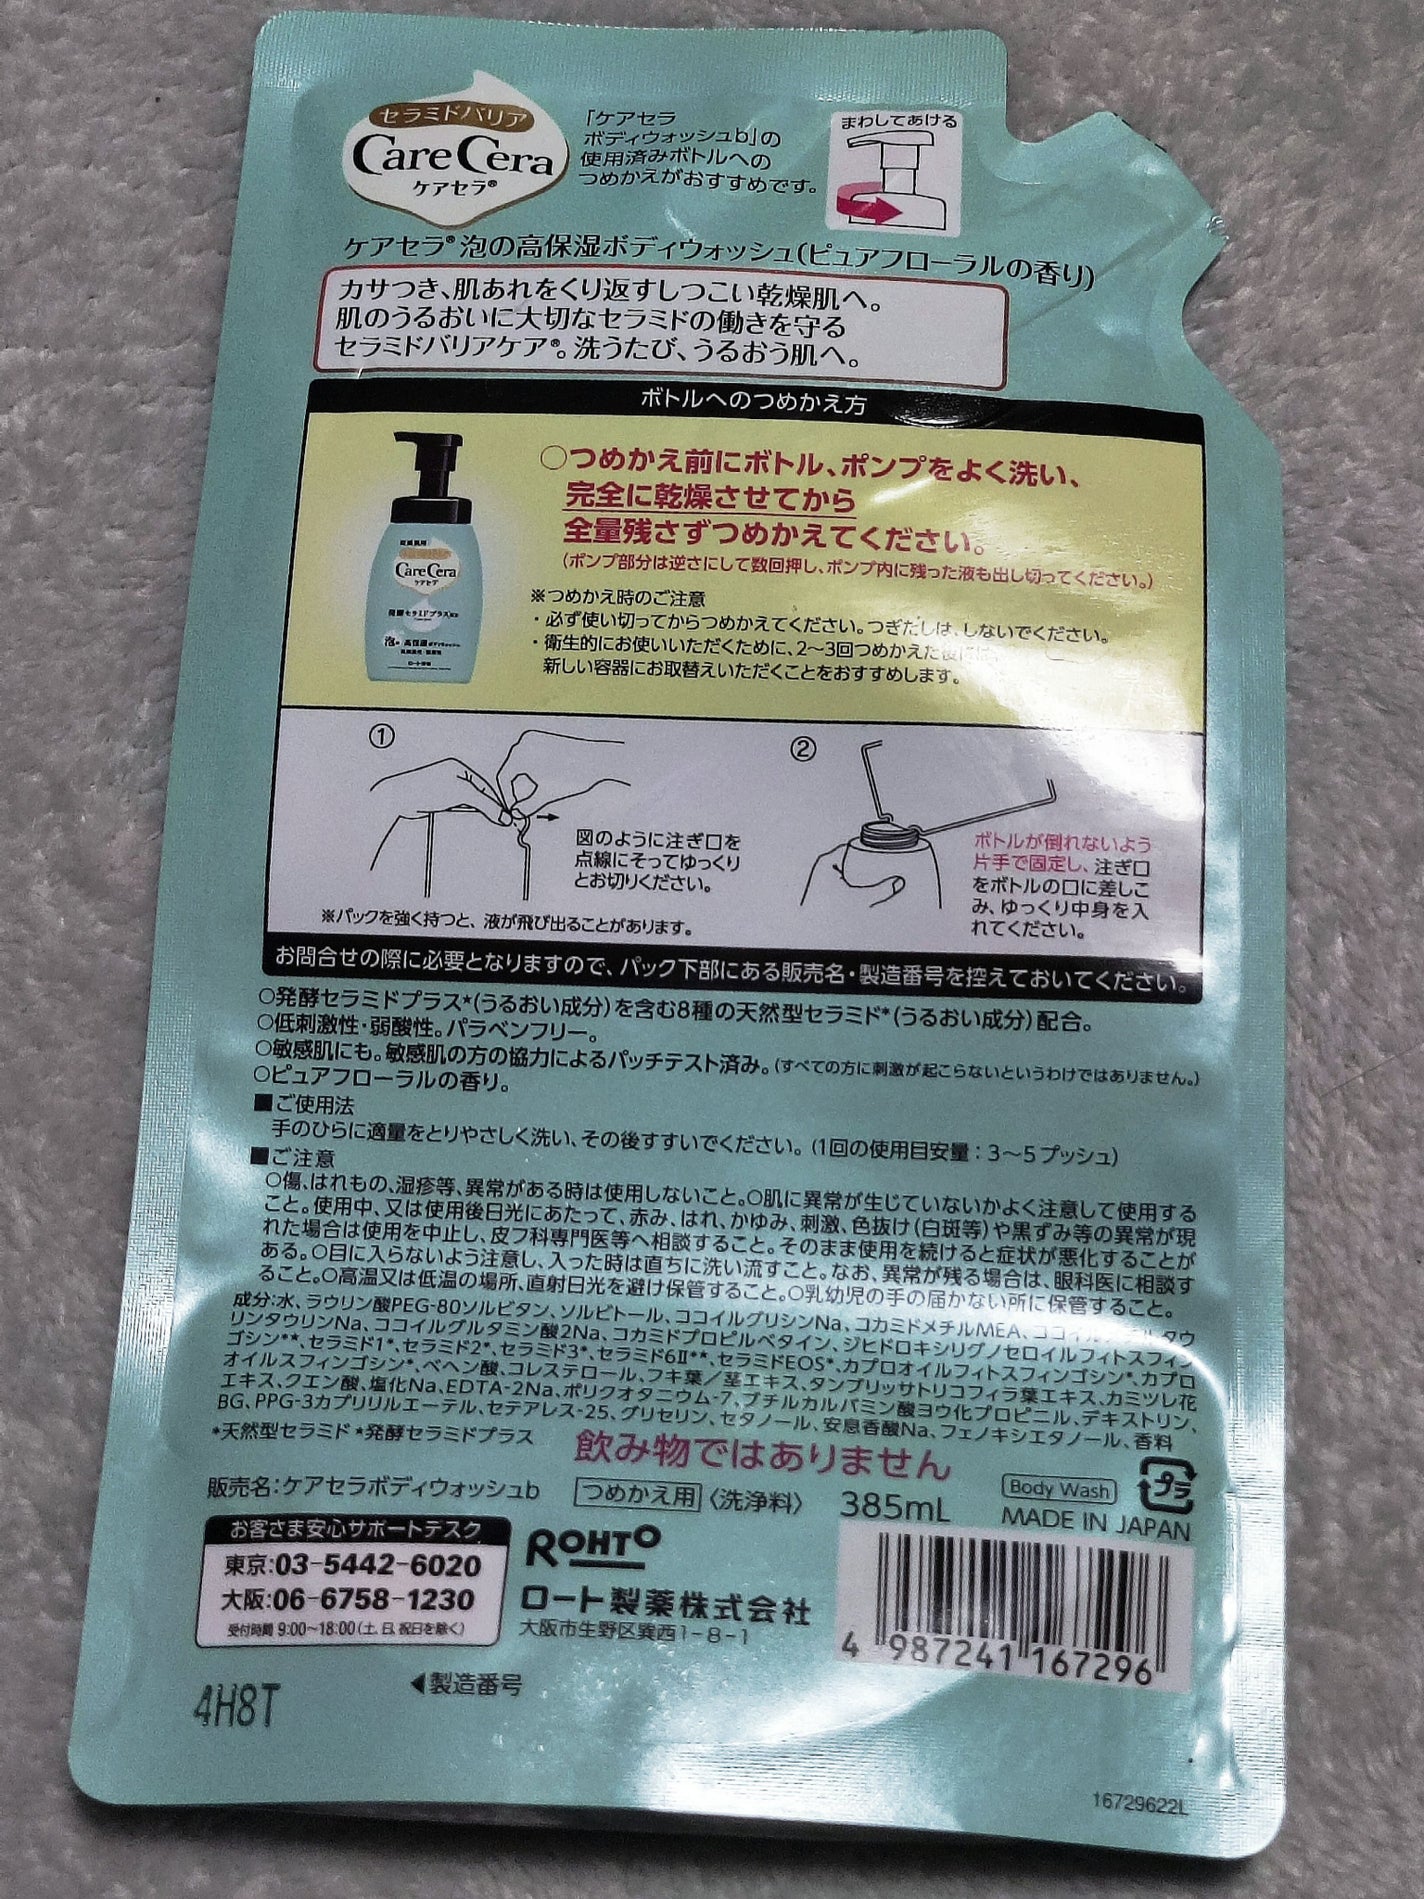 セラミドバリア
CareCera
ケアセラ®
「ケアセラ
ボディウォッシュb」の
使用済みボトルへの
つめかえがおすすめです。
まわしてあける
ケアセラ®泡の高保湿ボディウォッシュ(ピュアフローラルの香り)
カサつき、肌あれをくり返すしつこい乾燥肌へ。
肌のうるおいに大切なセラミドの働きを守る
セラミドバリアケア®。洗うたび、うるおう肌へ。
ボトルへのつめかえ方
○つめかえ前にボトル、ポンプをよく洗い、
完全に乾燥させてから
全量残さずつめかえてください。
(ポンプ部分は逆さにして数回押し、ポンプ内に残った液も出し切ってください。)
※つめかえ時のご注意
・必ず使い切ってからつめかえてください。つぎたしは、しないでください。
・衛生的にお使いいただくために、2〜3回つめかえた後には、
新しい容器にお取替えいただくことをおすすめします。
CareCera
ケアセラ
①
図のように注ぎ口を
点線にそってゆっくり
とお切りください。
※パックを強く持つと、液が飛び出ることがあります。
②
ボトルが倒れないよう
片手で固定し、注ぎ口
をボトルの口に差しこ
み、ゆっくり中身を入
れてください。
お問合せの際に必要となりますので、パック下部にある販売名・製造番号を控えておいてください。
○発酵セラミドプラス★(うるおい成分)を含む8種の天然型セラミド*(うるおい成分)配合。
○低刺激性・弱酸性。パラベンフリー。
○敏感肌にも。敏感肌の方の協力によるパッチテスト済み。(すべての方に刺激が起こらないというわけではありません。)
○ピュアフローラルの香り。
■ご使用法
手のひらに適量をとりやさしく洗い、その後すすいでください。(1回の使用目安量:3〜5プッシュ)
■ご注意
○傷、はれもの、湿疹等、異常がある時は使用しないこと。○肌に異常が生じていないかよく注意して使用する
こと。使用中、又は使用後日光にあたって、赤み、はれ、かゆみ、刺激、色抜け(白斑等)や黒ずみ等の異常が現
れた場合は使用を中止し、皮フ科専門医等へ相談すること。そのまま使用を続けると症状が悪化することが
ある。○目に入らないよう注意し、入った時は直ちに洗い流すこと。なお、異常が残る場合は、眼科医に相談す
ること。○高温又は低温の場所、直射日光を避け保管すること。○乳幼児の手の届かない所に保管すること。
成分:水、ラウリン酸PEG-80ソルビタン、ソルビトール、ココイルグリシンNa、コカミドメチルMEA、ココイルメチルタウ
リンタウリンNa、ココイルグルタミン酸2Na、コカミドプロピルベタイン、ジヒドロキシリグノセロイルフィトスフィン
ゴシン*★、セラミド1*、セラミド2*、セラミド3*、セラミド6Ⅱ*★、セラミドEOS*、カプロオイルフィトスフィンゴシン*、カプロ
オイルスフィンゴシン*、ベヘン酸、コレステロール、フキ葉/茎エキス、タンブリッサトリコフィラ葉エキス、カミツレ花
エキス、クエン酸、塩化Na、EDTA-2Na、ポリクオタニウム-7、ブチルカルバミン酸ヨウ化プロピニル、デキストリン、
BG、PPG-3カプリリルエーテル、セテアレス-25、グリセリン、セタノール、安息香酸Na、フェノキシエタノール、香料
*天然型セラミド ★発酵セラミドプラス
飲み物ではありません
販売名:ケアセラボディウォッシュb
つめかえ用 〈洗浄料〉 385mL
Body Wash
プラ
MADE IN JAPAN
お客さま安心サポートデスク
東京:03-5442-6020
大阪:06-6758-1230
受付時間 9:00〜18:00(土、日、祝日を除く)
ROHTO
ロート製薬株式会社
大阪市生野区巽西1-8-1
4 987241 167296
◀製造番号
4H8T
16729622L